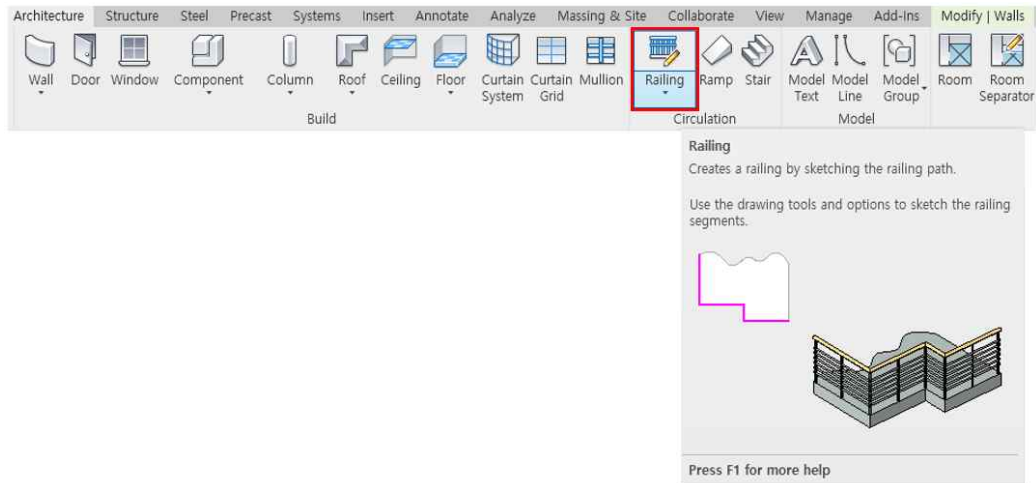 Architecture Structure Steel Precast Systems Insert Annotate Analyze Massing & Site Collaborate View Manage Add-Ins Modify | Walls
Wall Door Window Component Column Roof Ceiling Floor Curtain System Curtain Grid Mullion Railing Ramp Stair Model Text Model Line Model Group Room Room Separator
Build Circulation Model
Railing
Creates a railing by sketching the railing path.
Use the drawing tools and options to sketch the railing
segments.
Press F1 for more help